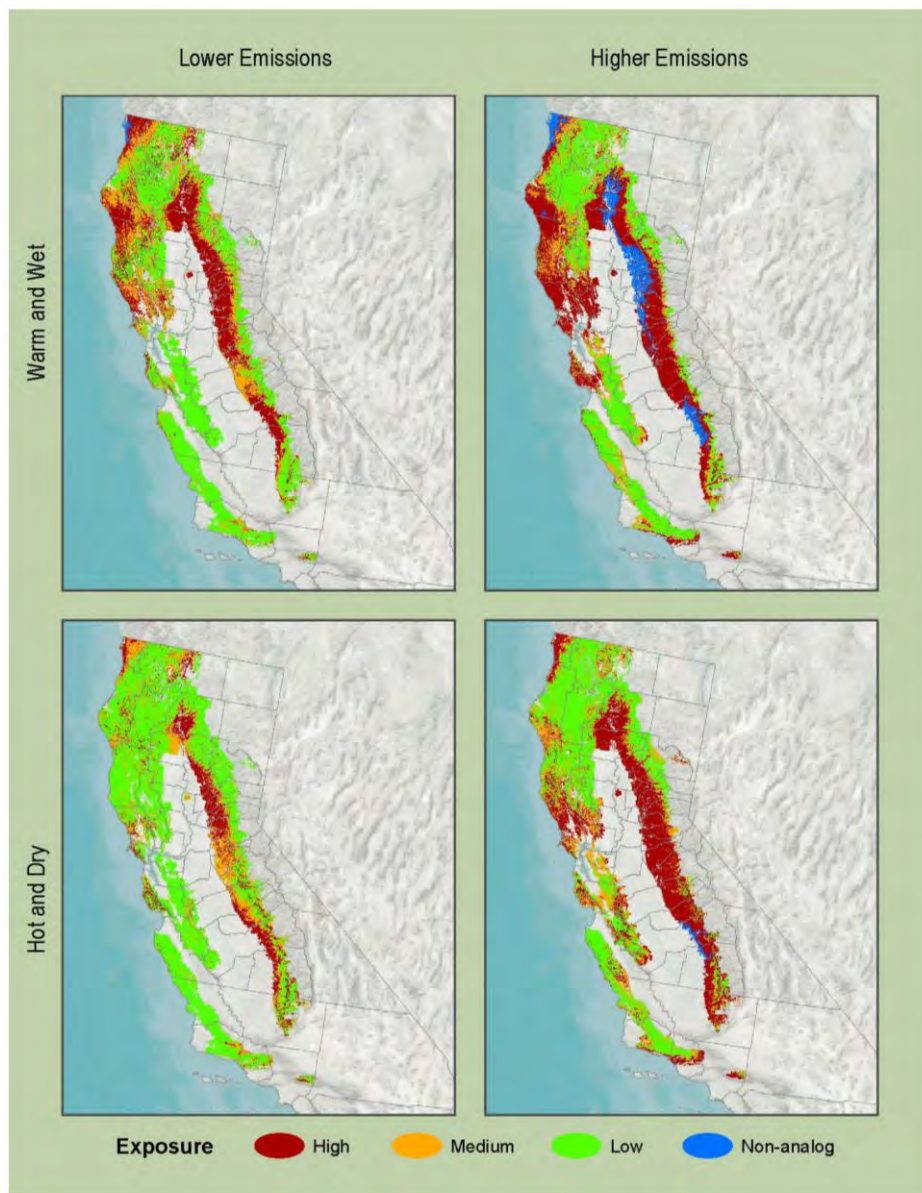 Lower Emissions
Higher Emissions
Warm and Wet
Hot and Dry
Exposure High Medium Low Non-analog